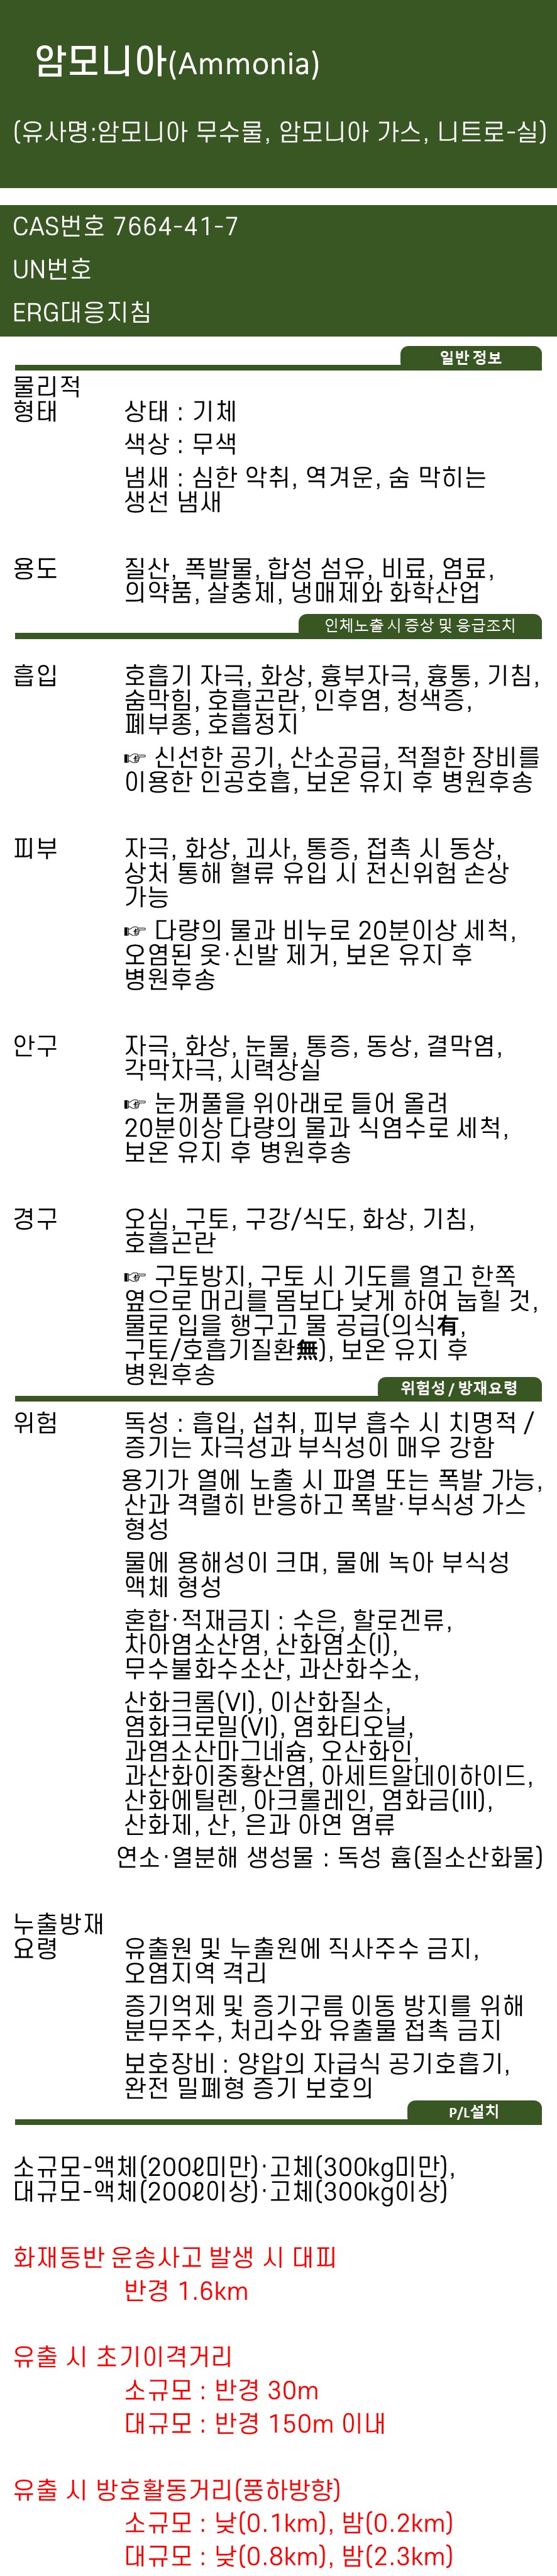 암모니아(Ammonia)
(유사명:암모니아 무수물, 암모니아 가스, 니트로-실)
CAS번호 7664-41-7
UN번호
ERG대응지침
일반 정보
물리적
형태 상태 : 기체
색상 : 무색
냄새 : 심한 악취, 역겨운, 숨 막히는
생선 냄새
용도 질산, 폭발물, 합성 섬유, 비료, 염료,
의약품, 살충제, 냉매제와 화학산업
인체노출 시 증상 및 응급조치
흡입 호흡기 자극, 화상, 흉부자극, 흉통, 기침,
숨막힘, 호흡곤란, 인후염, 청색증,
폐부종, 호흡정지
☞ 신선한 공기, 산소공급, 적절한 장비를
이용한 인공호흡, 보온 유지 후 병원후송
피부 자극, 화상, 괴사, 통증, 접촉 시 동상,
상처 통해 혈류 유입 시 전신위험 손상
가능
☞ 다량의 물과 비누로 20분이상 세척,
오염된 옷·신발 제거, 보온 유지 후
병원후송
안구 자극, 화상, 눈물, 통증, 동상, 결막염,
각막자극, 시력상실
☞ 눈꺼풀을 위아래로 들어 올려
20분이상 다량의 물과 식염수로 세척,
보온 유지 후 병원후송
경구 오심, 구토, 구강/식도, 화상, 기침,
호흡곤란
☞ 구토방지, 구토 시 기도를 열고 한쪽
옆으로 머리를 몸보다 낮게 하여 눕힐 것,
물로 입을 행구고 물 공급(의식有,
구토/호흡기질환無), 보온 유지 후
병원후송
위험성 / 방재요령
위험 독성 : 흡입, 섭취, 피부 흡수 시 치명적 /
증기는 자극성과 부식성이 매우 강함
용기가 열에 노출 시 파열 또는 폭발 가능,
산과 격렬히 반응하고 폭발·부식성 가스
형성
물에 용해성이 크며, 물에 녹아 부식성
액체 형성
혼합·적재금지 : 수은, 할로겐류,
차아염소산염, 산화염소(I),
무수불화수소산, 과산화수소,
산화크롬(VI), 이산화질소,
염화크로밀(VI), 염화티오닐,
과염소산마그네슘, 오산화인,
과산화이중황산염, 아세트알데이하이드,
산화에틸렌, 아크롤레인, 염화금(III),
산화제, 산, 은과 아연 염류
연소·열분해 생성물 : 독성 흄(질소산화물)
누출방재
요령 유출원 및 누출원에 직사주수 금지,
오염지역 격리
증기억제 및 증기구름 이동 방지를 위해
분무주수, 처리수와 유출물 접촉 금지
보호장비 : 양압의 자급식 공기호흡기,
완전 밀폐형 증기 보호의
P/L설치
소규모-액체(200ℓ미만)·고체(300kg미만),
대규모-액체(200ℓ이상)·고체(300kg이상)
화재동반 운송사고 발생 시 대피
반경 1.6km
유출 시 초기이격거리
소규모 : 반경 30m
대규모 : 반경 150m 이내
유출 시 방호활동거리(풍하방향)
소규모 : 낮(0.1km), 밤(0.2km)
대규모 : 낮(0.8km), 밤(2.3km)